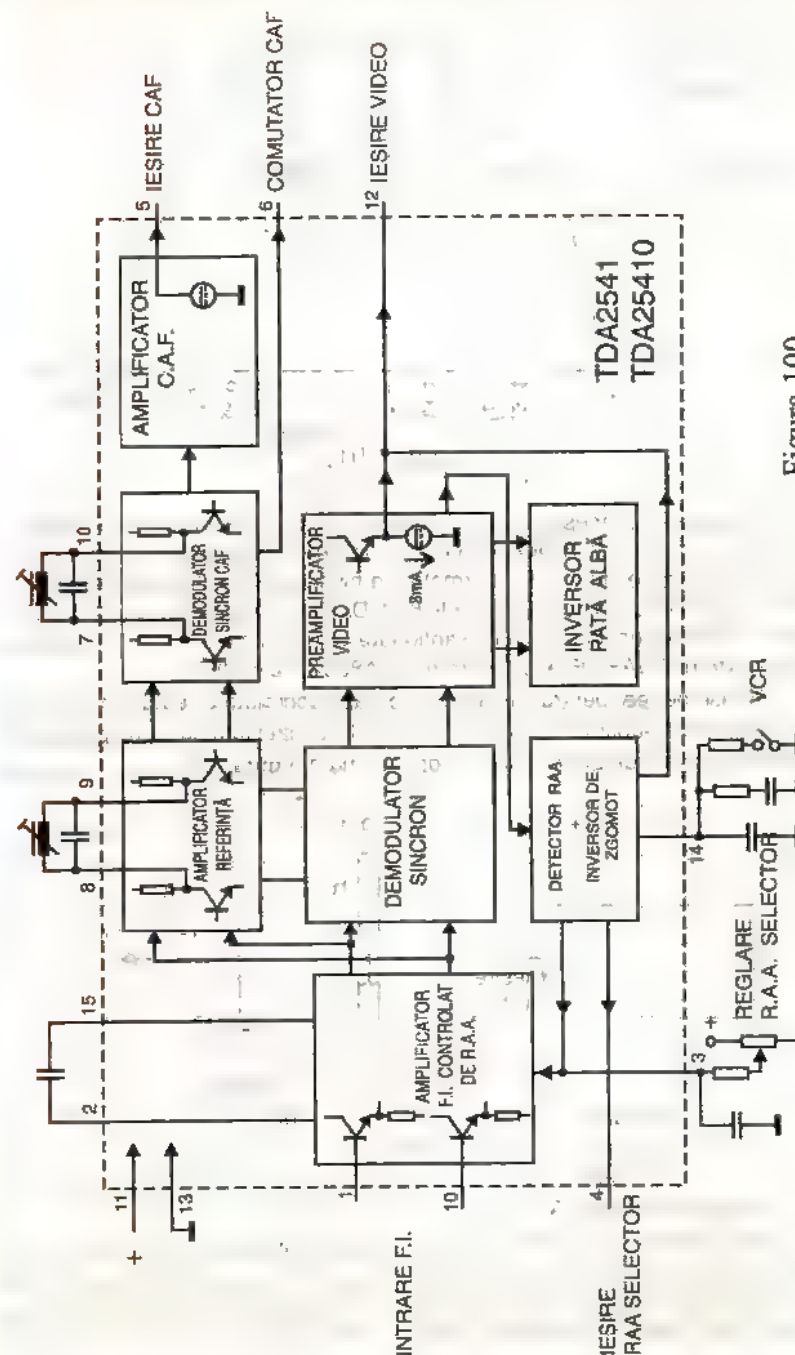 11
+
13
2
15
8
9
7
10
5
IEȘIRE CAF
6
COMUTATOR CAF
12
IEȘIRE VIDEO
AMPLIFICATOR
C.A.F.
DEMODULATOR
SINCRON CAF
AMPLIFICATOR
REFERINȚĂ
PREAMPLIFICATOR
VIDEO
3mA
DEMODULATOR
SINCRON
AMPLIFICATOR
F.I. CONTROLAT
DE R.A.A.
INVERSOR
PATĂ ALBĂ
DETECTOR RAA
+
INVERSOR DE
ZGOMOT
TDA2541
TDA25410
1
10
INTRARE F.I.
4
IEȘIRE
RAA SELECTOR
3
+
REGLARE
R.A.A. SELECTOR
14
VCR
Figura 100